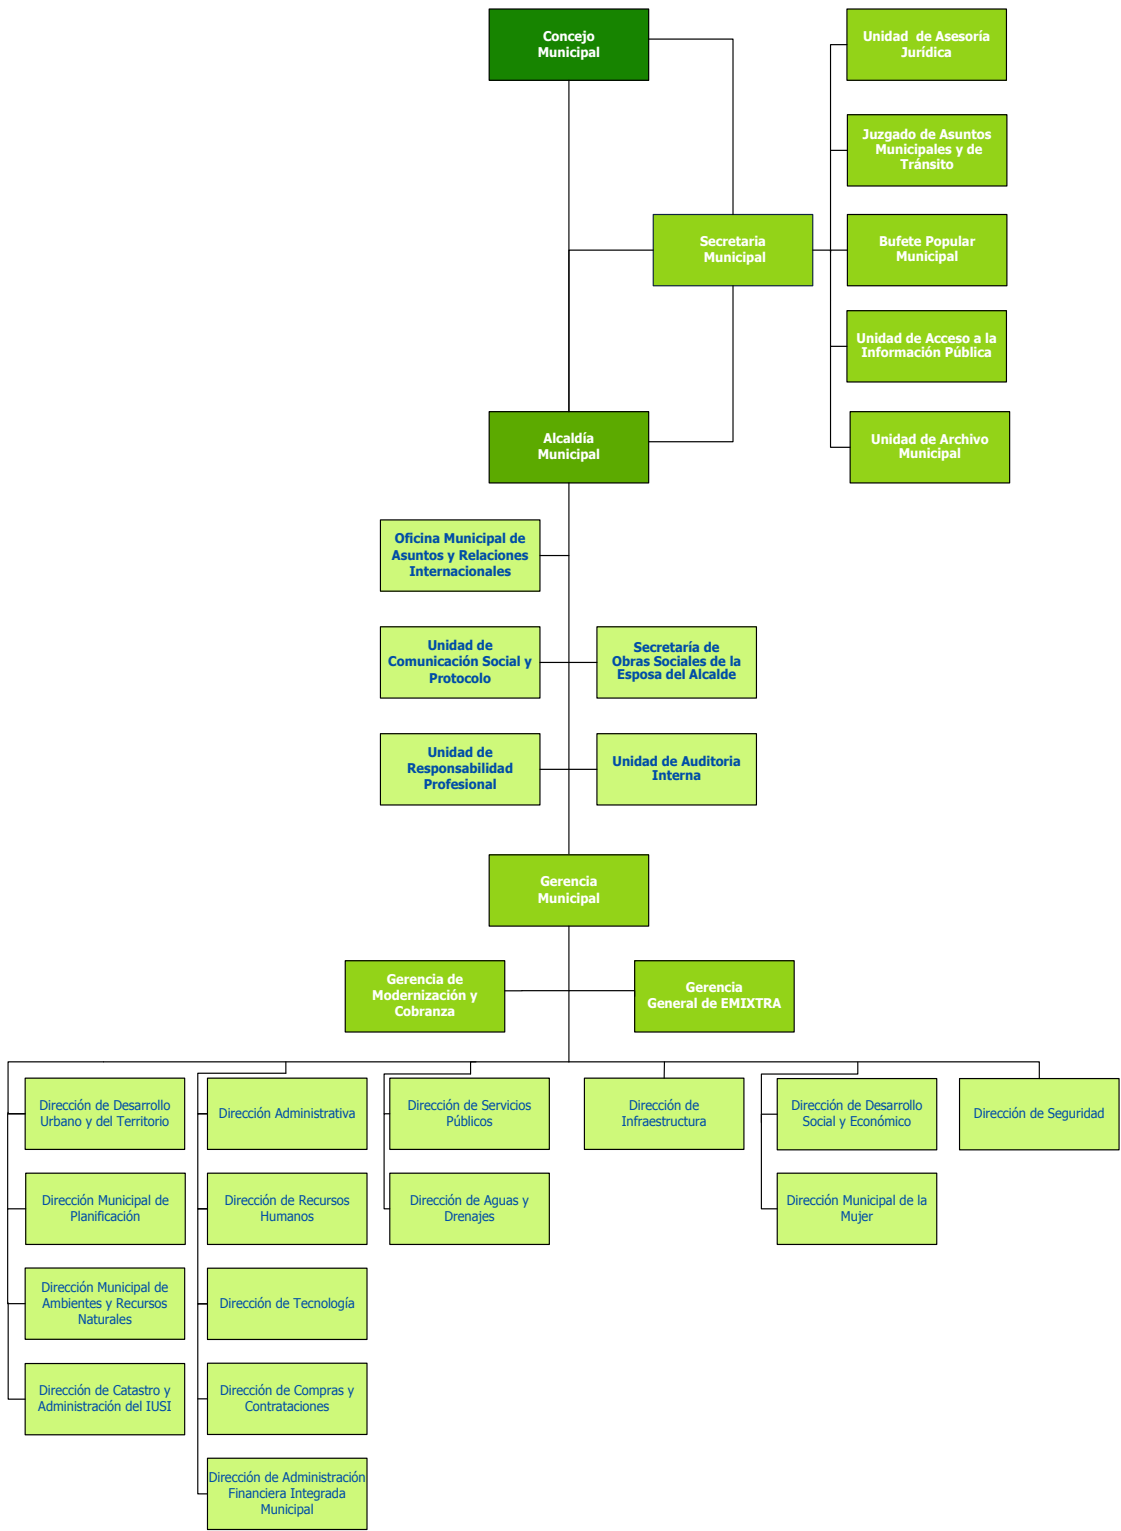 Concejo
Municipal
Unidad de Asesoría
Jurídica
Juzgado de Asuntos
Municipales y de
Tránsito
Secretaria
Municipal
Bufete Popular
Municipal
Unidad de Acceso a la
Información Pública
Alcaldía
Municipal
Unidad de Archivo
Municipal
Oficina Municipal de
Asuntos y Relaciones
Internacionales
Unidad de
Comunicación Social y
Protocolo
Secretaría de
Obras Sociales de la
Esposa del Alcalde
Unidad de
Responsabilidad
Profesional
Unidad de Auditoria
Interna
Gerencia
Municipal
Gerencia de
Modernización y
Cobranza
Gerencia
General de EMIXTRA
Dirección de Desarrollo
Urbano y del Territorio
Dirección Administrativa
Dirección de Servicios
Públicos
Dirección de
Infraestructura
Dirección de Desarrollo
Social y Económico
Dirección de Seguridad
Dirección Municipal de
Planificación
Dirección de Recursos
Humanos
Dirección de Aguas y
Drenajes
Dirección Municipal de la
Mujer
Dirección Municipal de
Ambientes y Recursos
Naturales
Dirección de Tecnología
Dirección de Catastro y
Administración del IUSI
Dirección de Compras y
Contrataciones
Dirección de Administración
Financiera Integrada
Municipal